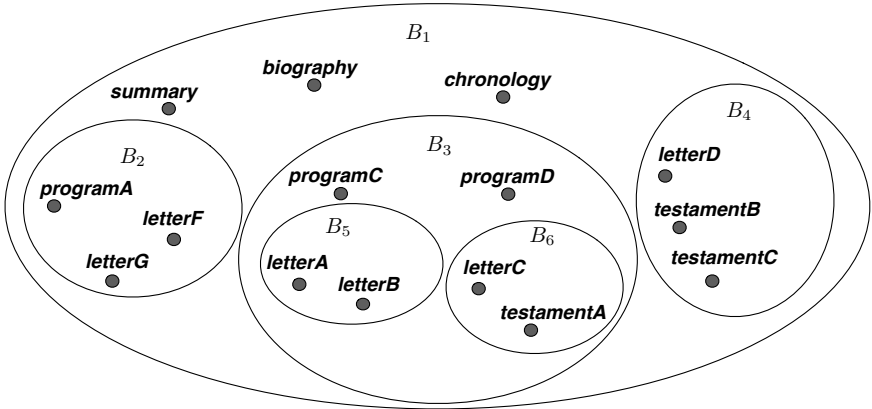 B₁
biography
chronology
summary
B₄
B₂
B₃
letterD
programA
programC
programD
letterF
testamentB
B₅
B₆
letterG
letterA
letterC
testamentC
letterB
testamentA